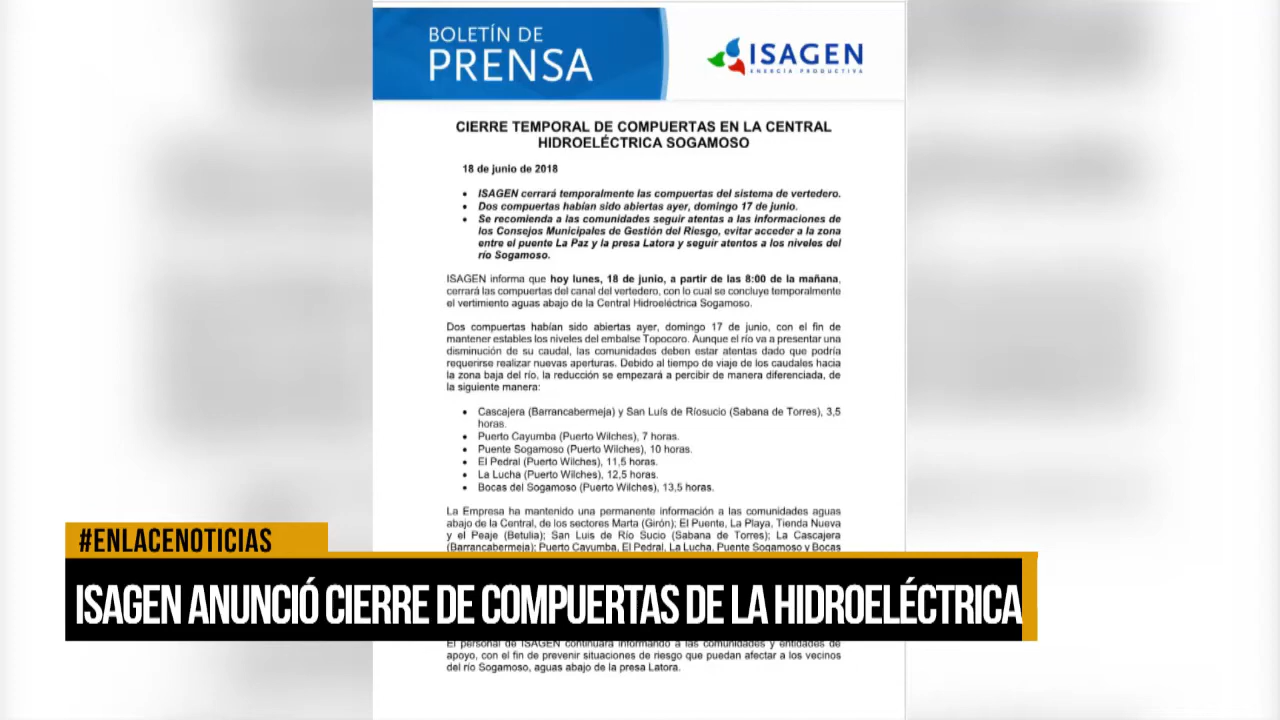 BOLETÍN DE
PRENSA
ISAGEN
ENERGÍA PRODUCTIVA
CIERRE TEMPORAL DE COMPUERTAS EN LA CENTRAL
HIDROELÉCTRICA SOGAMOSO
18 de junio de 2018
• ISAGEN cerrará temporalmente las compuertas del sistema de vertedero.
• Dos compuertas habían sido abiertas ayer, domingo 17 de junio.
• Se recomienda a las comunidades seguir atentas a las informaciones de
los Consejos Municipales de Gestión del Riesgo, evitar acceder a la zona
entre el puente La Paz y la presa Latora y seguir atentos a los niveles del
río Sogamoso.
ISAGEN informa que hoy lunes, 18 de junio, a partir de las 8:00 de la mañana,
cerrará las compuertas del canal del vertedero, con lo cual se concluye temporalmente
el vertimiento aguas abajo de la Central Hidroeléctrica Sogamoso.
Dos compuertas habían sido abiertas ayer, domingo 17 de junio, con el fin de
mantener estables los niveles del embalse Topocoro. Aunque el río va a presentar una
disminución de su caudal, las comunidades deben estar atentas dado que podría
requerirse realizar nuevas aperturas. Debido al tiempo de viaje de los caudales hacia
la zona baja del río, la reducción se empezará a percibir de manera diferenciada, de
la siguiente manera:
• Cascajera (Barrancabermeja) y San Luís de Ríosucio (Sabana de Torres), 3,5
horas.
• Puerto Cayumba (Puerto Wilches), 7 horas.
• Puente Sogamoso (Puerto Wilches), 10 horas.
• El Pedral (Puerto Wilches), 11,5 horas.
• La Lucha (Puerto Wilches), 12,5 horas.
• Bocas del Sogamoso (Puerto Wilches), 13,5 horas.
La Empresa ha mantenido una permanente información a las comunidades aguas
abajo de la Central, de los sectores Marta (Girón); El Puente, La Playa, Tienda Nueva
y el Peaje (Betulia); San Luis de Río Sucio (Sabana de Torres); La Cascajera
(Barrancabermeja); Puerto Cayumba, El Pedral, La Lucha, Puente Sogamoso y Bocas
#ENLACENOTICIAS
ISAGEN ANUNCIÓ CIERRE DE COMPUERTAS DE LA HIDROELÉCTRICA
El personal de ISAGEN continuará informando a las comunidades y entidades de
apoyo, con el fin de prevenir situaciones de riesgo que puedan afectar a los vecinos
del río Sogamoso, aguas abajo de la presa Latora.